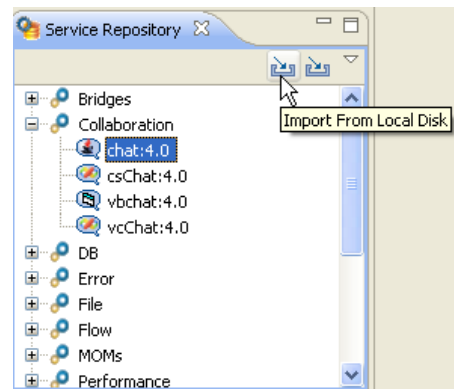 Service Repository
Import From Local Disk
Bridges
Collaboration
chat:4.0
csChat:4.0
vbchat:4.0
vcChat:4.0
DB
Error
File
Flow
MOMs
Performance